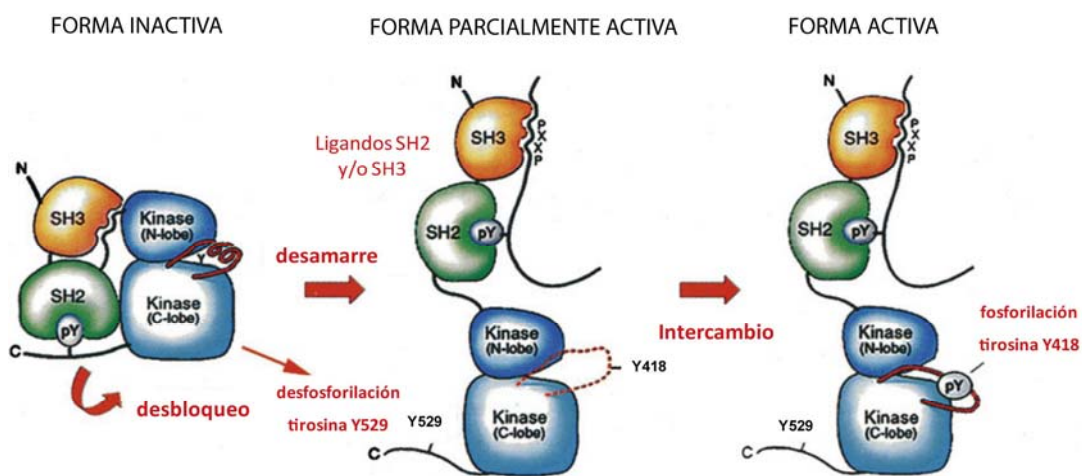 FORMA INACTIVA
FORMA PARCIALMENTE ACTIVA
FORMA ACTIVA
N
SH3
Kinase
(N-lobe)
Y
SH2
Kinase
(C-lobe)
pY
C
desbloqueo
desamarre
desfosforilación
tirosina Y529
Ligandos SH2
y/o SH3
N
SH3
P
X
X
P
SH2
pY
Kinase
(N-lobe)
Y418
Kinase
(C-lobe)
Y529
C
Intercambio
N
SH3
P
X
X
P
SH2
pY
Kinase
(N-lobe)
fosforilación
tirosina Y418
pY
Kinase
(C-lobe)
Y529
C